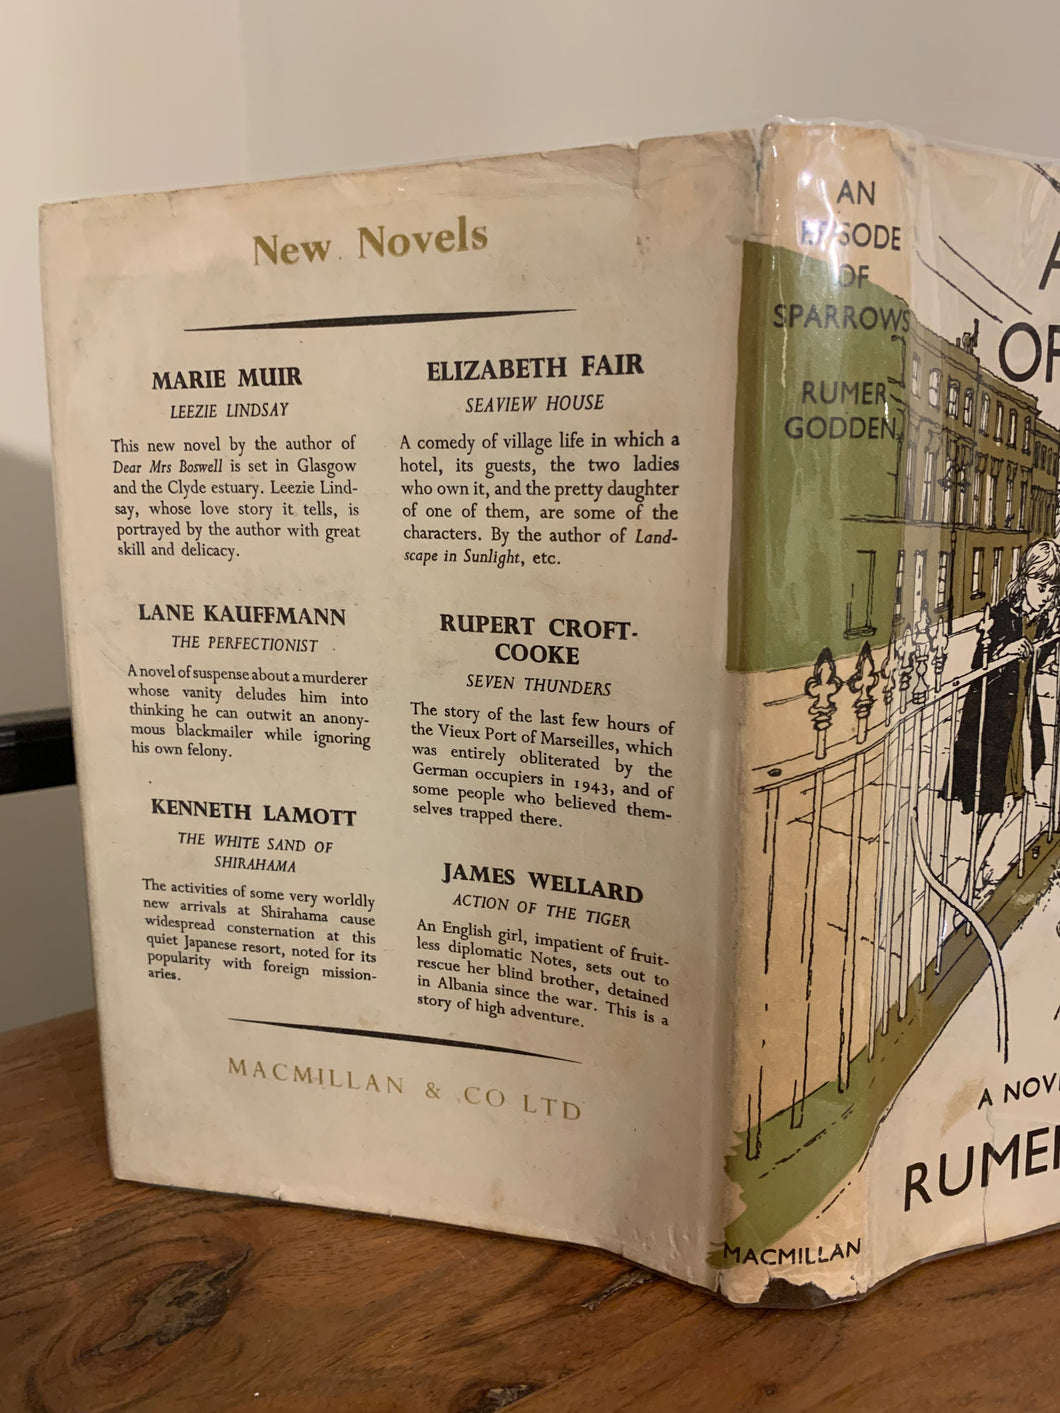 New Novels
MARIE MUIR
LEEZIE LINDSAY
This new novel by the author of
Dear Mrs Boswell is set in Glasgow
and the Clyde estuary. Leezie Lind-
say, whose love story it tells, is
portrayed by the author with great
skill and delicacy.
LANE KAUFFMANN
THE PERFECTIONIST
A novel of suspense about a murderer
whose vanity deludes him into
thinking he can outwit an anony-
mous blackmailer while ignoring
his own felony.
KENNETH LAMOTT
THE WHITE SAND OF
SHIRAHAMA
The activities of some very worldly
new arrivals at Shirahama cause
widespread consternation at this
quiet Japanese resort, noted for its
popularity with foreign mission-
aries.
ELIZABETH FAIR
SEAVIEW HOUSE
A comedy of village life in which a
hotel, its guests, the two ladies
who own it, and the pretty daughter
of one of them, are some of the
characters. By the author of Land-
scape in Sunlight, etc.
RUPERT CROFT-
COOKE
SEVEN THUNDERS
The story of the last few hours of
the Vieux Port of Marseilles, which
was entirely obliterated by the
German occupiers in 1943, and of
some people who believed them-
selves trapped there.
JAMES WELLARD
ACTION OF THE TIGER
An English girl, impatient of fruit-
less diplomatic Notes, sets out to
rescue her blind brother, detained
in Albania since the war. This is a
story of high adventure.
MACMILLAN & CO LTD
AN
EPISODE
OF
SPARROWS
RUMER
GODDEN
MACMILLAN
A
OF
A NOV
RUME